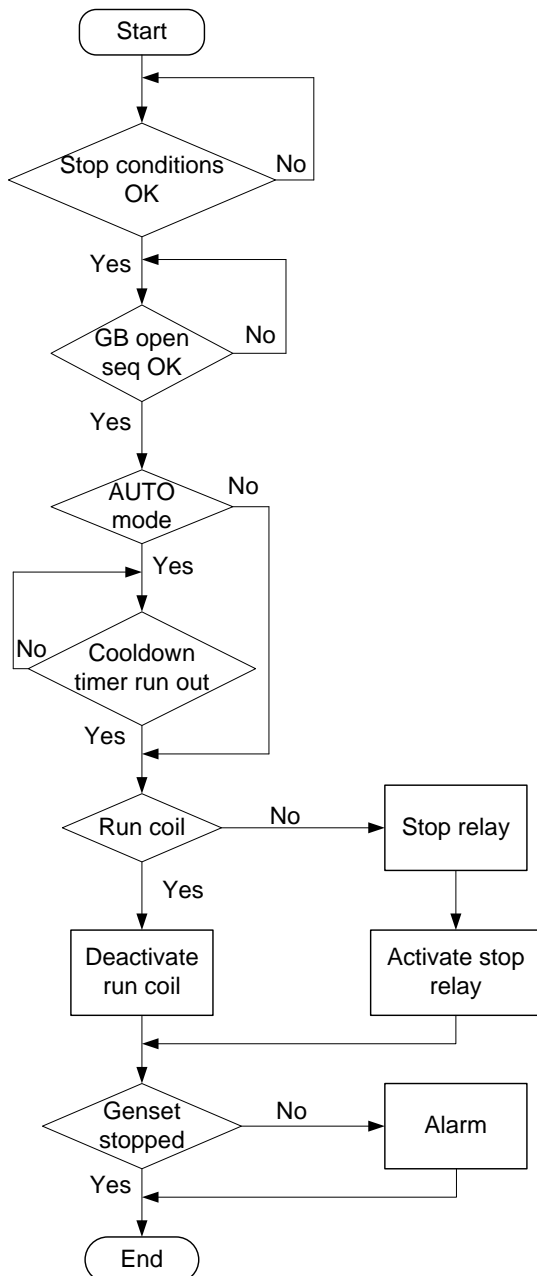 Start
Stop conditions
OK
No
Yes
GB open
seq OK
No
Yes
AUTO
mode
No
Yes
No
Cooldown
timer run out
Yes
Run coil
No
Stop relay
Yes
Deactivate
run coil
Activate stop
relay
Genset
stopped
No
Alarm
Yes
End